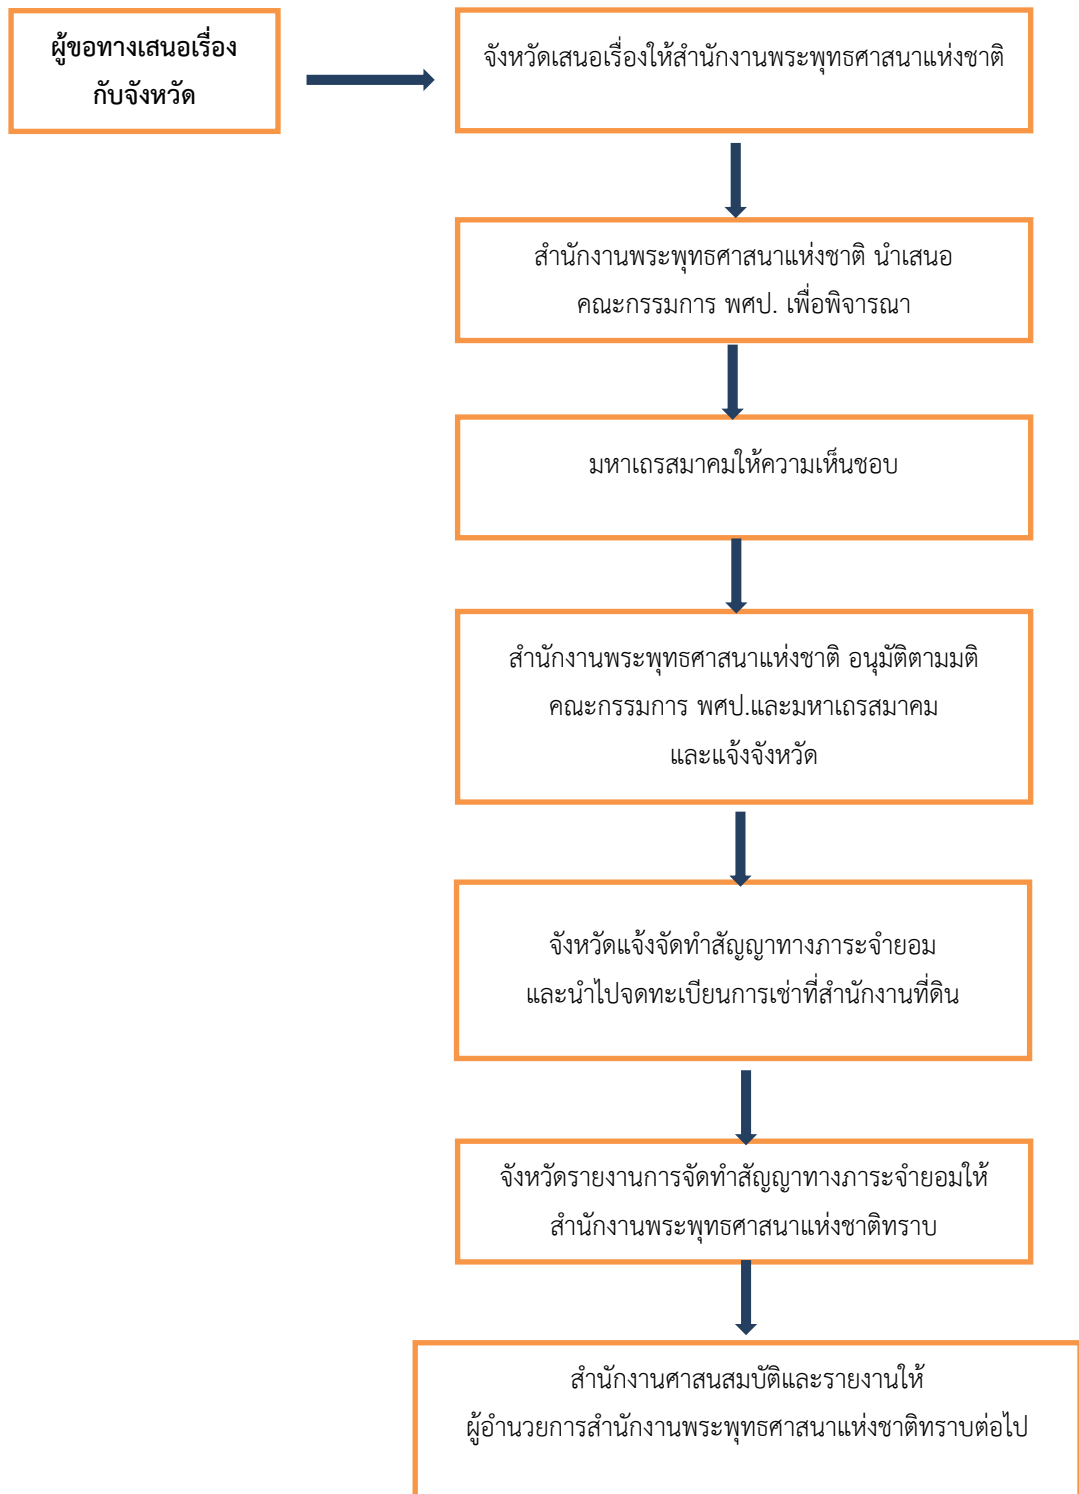 ผู้ขอทางเสนอเรื่อง
กับจังหวัด
จังหวัดเสนอเรื่องให้สำนักงานพระพุทธศาสนาแห่งชาติ
สำนักงานพระพุทธศาสนาแห่งชาติ นำเสนอ
คณะกรรมการ พศป. เพื่อพิจารณา
มหาเถรสมาคมให้ความเห็นชอบ
สำนักงานพระพุทธศาสนาแห่งชาติ อนุมัติตามมติ
คณะกรรมการ พศป.และมหาเถรสมาคม
และแจ้งจังหวัด
จังหวัดแจ้งจัดทำสัญญาทางภาระจำยอม
และนำไปจดทะเบียนการเช่าที่สำนักงานที่ดิน
จังหวัดรายงานการจัดทำสัญญาทางภาระจำยอมให้
สำนักงานพระพุทธศาสนาแห่งชาติทราบ
สำนักงานศาสนสมบัติและรายงานให้
ผู้อำนวยการสำนักงานพระพุทธศาสนาแห่งชาติทราบต่อไป